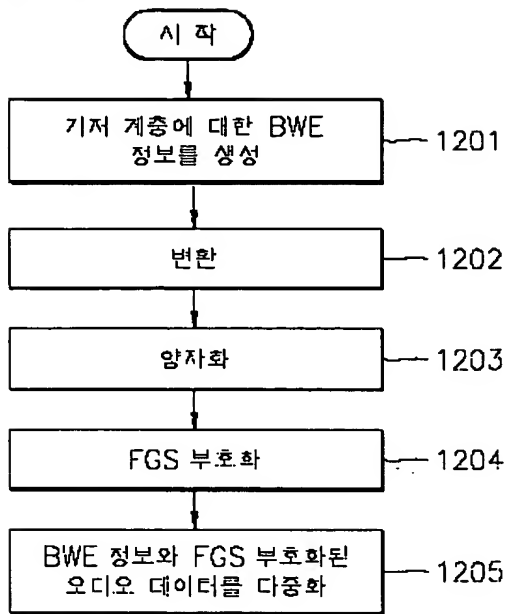 시 작
기저 계층에 대한 BWE
정보를 생성
1201
변환
1202
양자화
1203
FGS 부호화
1204
BWE 정보와 FGS 부호화된
오디오 데이터를 다중화
1205